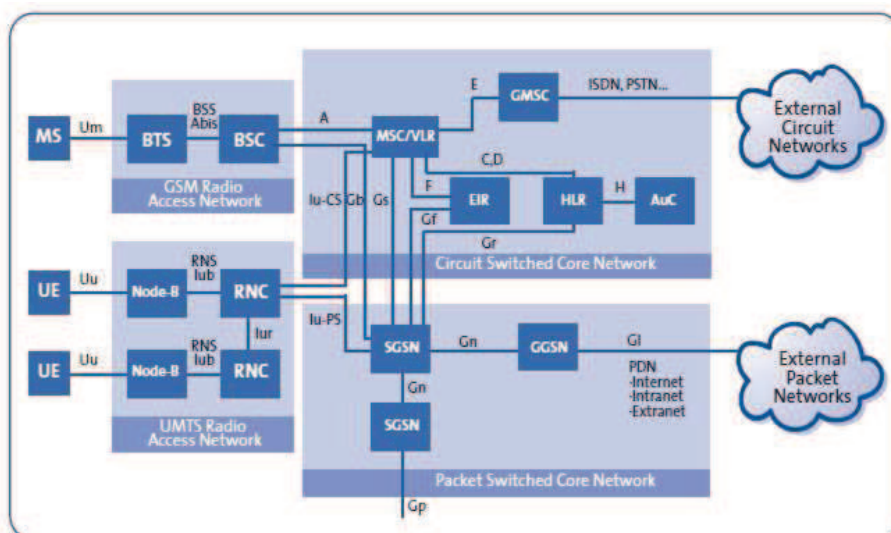 MS
Um
BTS
BSS
Abis
BSC
GSM Radio
Access Network
A
MSC/VLR
E
GMSC
ISDN, PSTN...
External
Circuit
Networks
C,D
F
EIR
HLR
H
AuC
Iu-CS
Gb
Gs
Gf
Gr
Circuit Switched Core Network
UE
Uu
Node-B
RNS
Iub
RNC
Iur
UE
Uu
Node-B
RNS
Iub
RNC
UMTS Radio
Access Network
Iu-PS
SGSN
Gn
GGSN
GI
PDN
-Internet
-Intranet
-Extranet
External
Packet
Networks
Gn
SGSN
Packet Switched Core Network
Gp